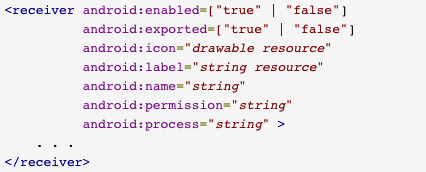 <receiver android:enabled=["true" | "false"]
android:exported=["true" | "false"]
android:icon="drawable resource"
android:label="string resource"
android:name="string"
android:permission="string"
android:process="string" >
. . .
</receiver>